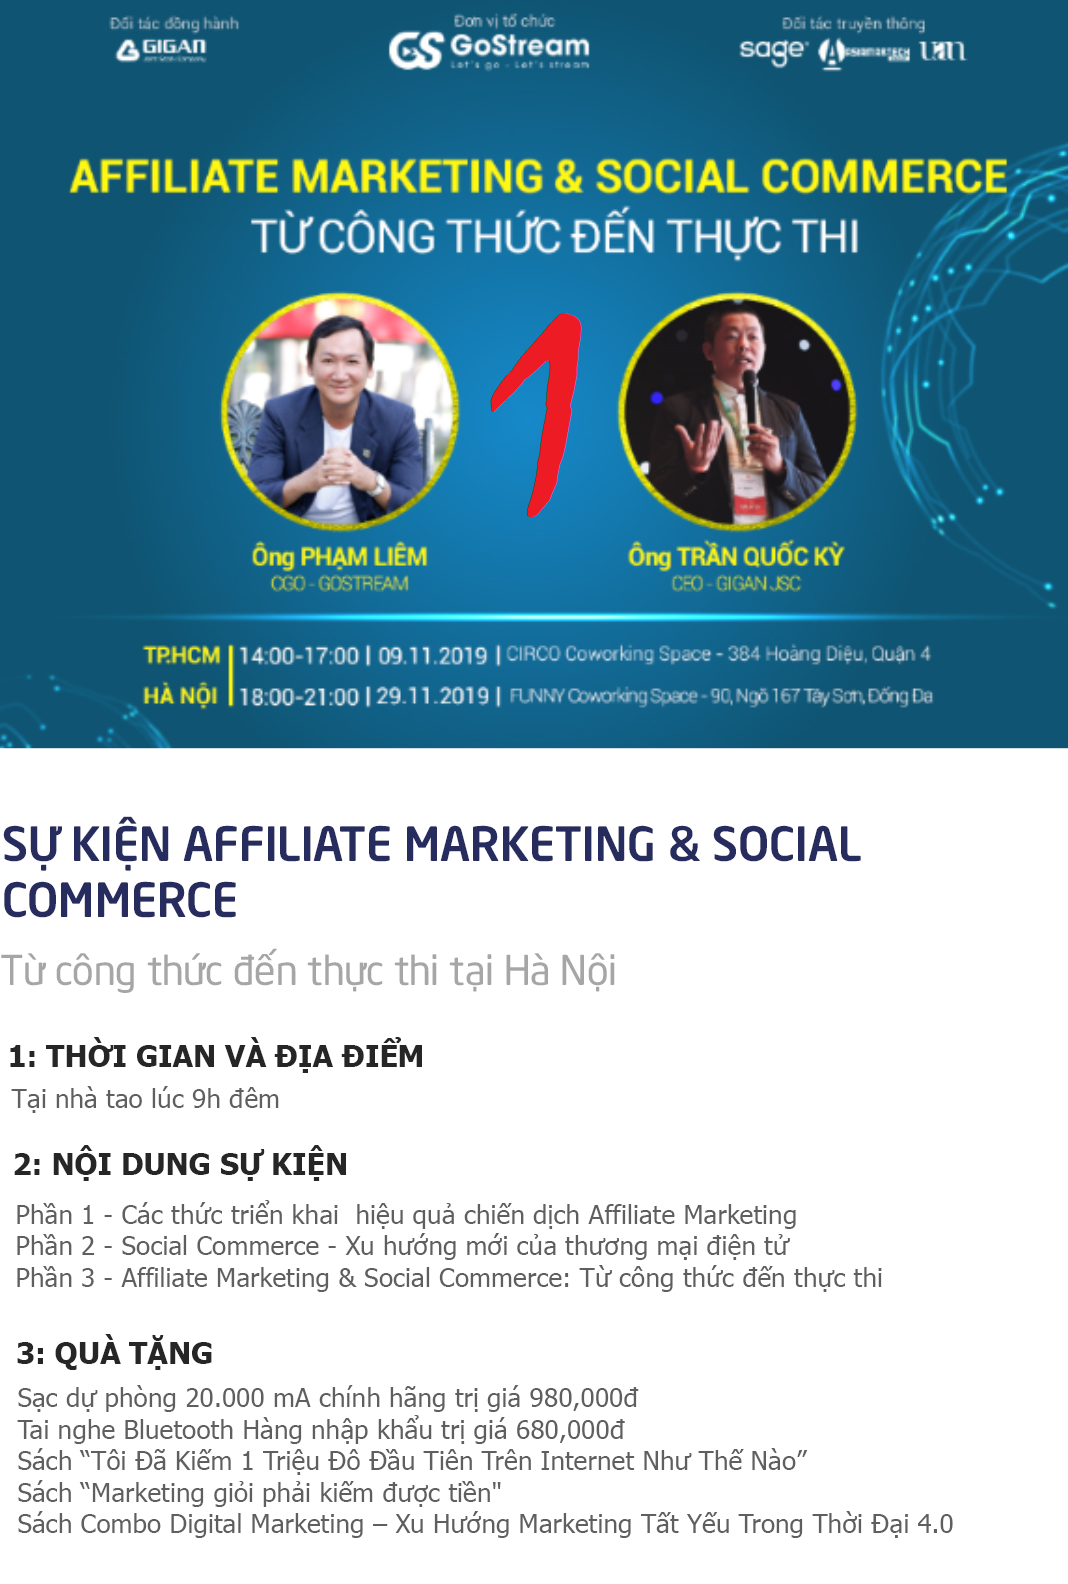 Đối tác đồng hành
GIGAN
Đơn vị tổ chức
GoStream
Let's go - Let's stream
Đối tác truyền thông
sage
AFFILIATE MARKETING & SOCIAL COMMERCE
TỪ CÔNG THỨC ĐẾN THỰC THI
1
Ông PHẠM LIÊM
CGO - GOSTREAM
Ông TRẦN QUỐC KỲ
CEO - GIGAN JSC
TP.HCM 14:00-17:00 | 09.11.2019 | CIRCO Coworking Space - 384 Hoàng Diệu, Quận 4
HÀ NỘI 18:00-21:00 | 29.11.2019 | FUNNY Coworking Space - 90, Ngõ 167 Tây Sơn, Đống Đa
SỰ KIỆN AFFILIATE MARKETING & SOCIAL
COMMERCE
Từ công thức đến thực thi tại Hà Nội
1: THỜI GIAN VÀ ĐỊA ĐIỂM
Tại nhà tao lúc 9h đêm
2: NỘI DUNG SỰ KIỆN
Phần 1 - Các thức triển khai  hiệu quả chiến dịch Affiliate Marketing
Phần 2 - Social Commerce - Xu hướng mới của thương mại điện tử
Phần 3 - Affiliate Marketing & Social Commerce: Từ công thức đến thực thi
3: QUÀ TẶNG
Sạc dự phòng 20.000 mA chính hãng trị giá 980,000đ
Tai nghe Bluetooth Hàng nhập khẩu trị giá 680,000đ
Sách “Tôi Đã Kiếm 1 Triệu Đô Đầu Tiên Trên Internet Như Thế Nào”
Sách “Marketing giỏi phải kiếm được tiền"
Sách Combo Digital Marketing – Xu Hướng Marketing Tất Yếu Trong Thời Đại 4.0